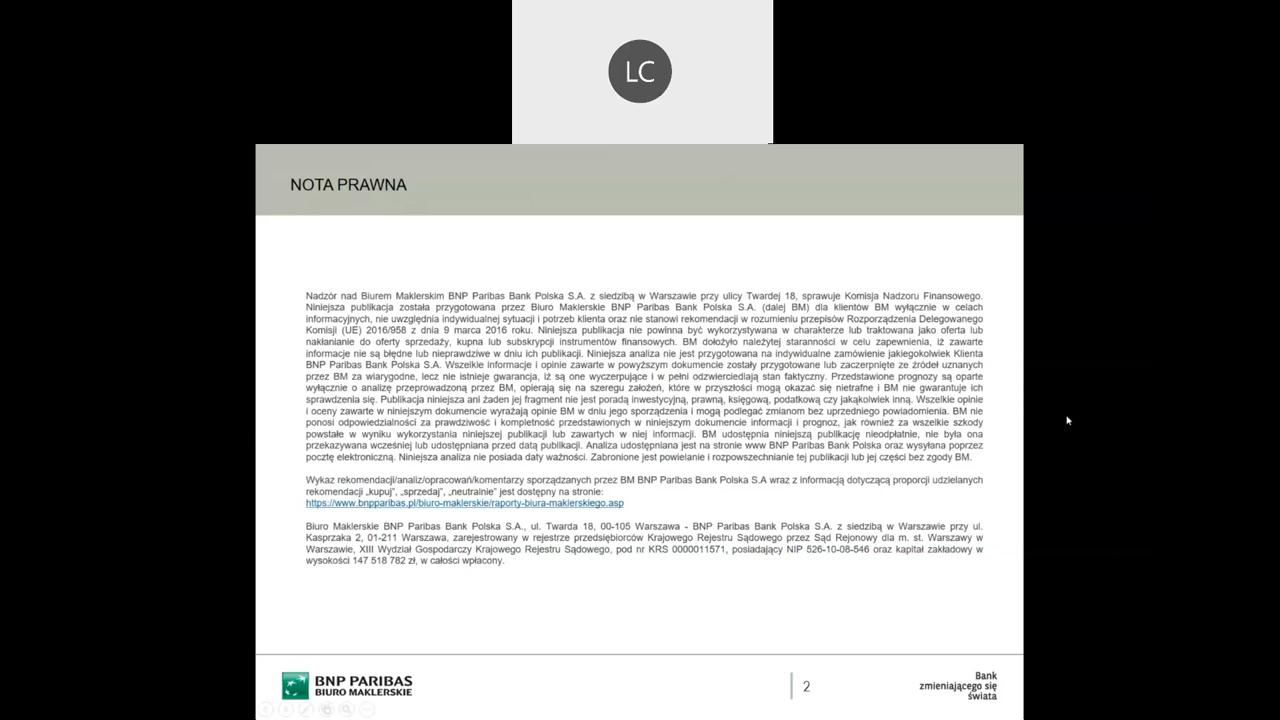 LC
NOTA PRAWNA
Nadzór nad Biurem Maklerskim BNP Paribas Bank Polska S.A. z siedzibą w Warszawie przy ulicy Twardej 18, sprawuje Komisja Nadzoru Finansowego.
Niniejsza publikacja została przygotowana przez Biuro Maklerskie BNP Paribas Bank Polska S.A. (dalej BM) dla klientów BM wyłącznie w celach
informacyjnych, nie uwzględnia indywidualnej sytuacji i potrzeb klienta oraz nie stanowi rekomendacji w rozumieniu przepisów Rozporządzenia Delegowanego
Komisji (UE) 2016/958 z dnia 9 marca 2016 roku. Niniejsza publikacja nie powinna być wykorzystywana w charakterze lub traktowana jako oferta lub
nakłanianie do oferty sprzedaży, kupna lub subskrypcji instrumentów finansowych. BM dołożyło należytej staranności w celu zapewnienia, iż zawarte
informacje nie są błędne lub nieprawdziwe w dniu ich publikacji. Niniejsza analiza nie jest przygotowana na indywidualne zamówienie jakiegokolwiek Klienta
BNP Paribas Bank Polska S.A. Wszelkie informacje i opinie zawarte w powyższym dokumencie zostały przygotowane lub zaczerpnięte ze źródeł uznanych
przez BM za wiarygodne, lecz nie istnieje gwarancja, iż są one wyczerpujące i w pełni odzwierciedlają stan faktyczny. Przedstawione prognozy są oparte
wyłącznie o analizę przeprowadzoną przez BM, opierają się na szeregu założeń, które w przyszłości mogą okazać się nietrafne i BM nie gwarantuje ich
sprawdzenia się. Publikacja niniejsza ani żaden jej fragment nie jest poradą inwestycyjną, prawną, księgową, podatkową czy jakąkolwiek inną. Wszelkie opinie
i oceny zawarte w niniejszym dokumencie wyrażają opinie BM w dniu jego sporządzenia i mogą podlegać zmianom bez uprzedniego powiadomienia. BM nie
ponosi odpowiedzialności za prawdziwość i kompletność przedstawionych w niniejszym dokumencie informacji i prognoz, jak również za wszelkie szkody
powstałe w wyniku wykorzystania niniejszej publikacji lub zawartych w niej informacji. BM udostępnia niniejszą publikację nieodpłatnie, nie była ona
przekazywana wcześniej lub udostępniana przed datą publikacji. Analiza udostępniana jest na stronie www BNP Paribas Bank Polska S.A. oraz wysyłana poprzez
pocztę elektroniczną. Niniejsza analiza nie posiada daty ważności. Zabronione jest powielanie i rozpowszechnianie tej publikacji lub jej części bez zgody BM.
Wykaz rekomendacji/analiz/opracowań/komentarzy sporządzanych przez BM BNP Paribas Bank Polska S.A wraz z informacją dotyczącą proporcji udzielanych
rekomendacji „kupuj”, „sprzedaj”, „neutralnie” jest dostępny na stronie:
https://www.bnpparibas.pl/biuro-maklerskie/raporty-biura-maklerskiego.asp
Biuro Maklerskie BNP Paribas Bank Polska S.A., ul. Twarda 18, 00-105 Warszawa - BNP Paribas Bank Polska S.A. z siedzibą w Warszawie przy ul.
Kasprzaka 2, 01-211 Warszawa, zarejestrowany w rejestrze przedsiębiorców Krajowego Rejestru Sądowego przez Sąd Rejonowy dla m. st. Warszawy w
Warszawie, XIII Wydział Gospodarczy Krajowego Rejestru Sądowego, pod nr KRS 0000011571, posiadający NIP 526-10-08-546 oraz kapitał zakładowy w
wysokości 147 518 782 zł, w całości wpłacony.
BNP PARIBAS
BIURO MAKLERSKIE
2
Bank
zmieniającego się
świata